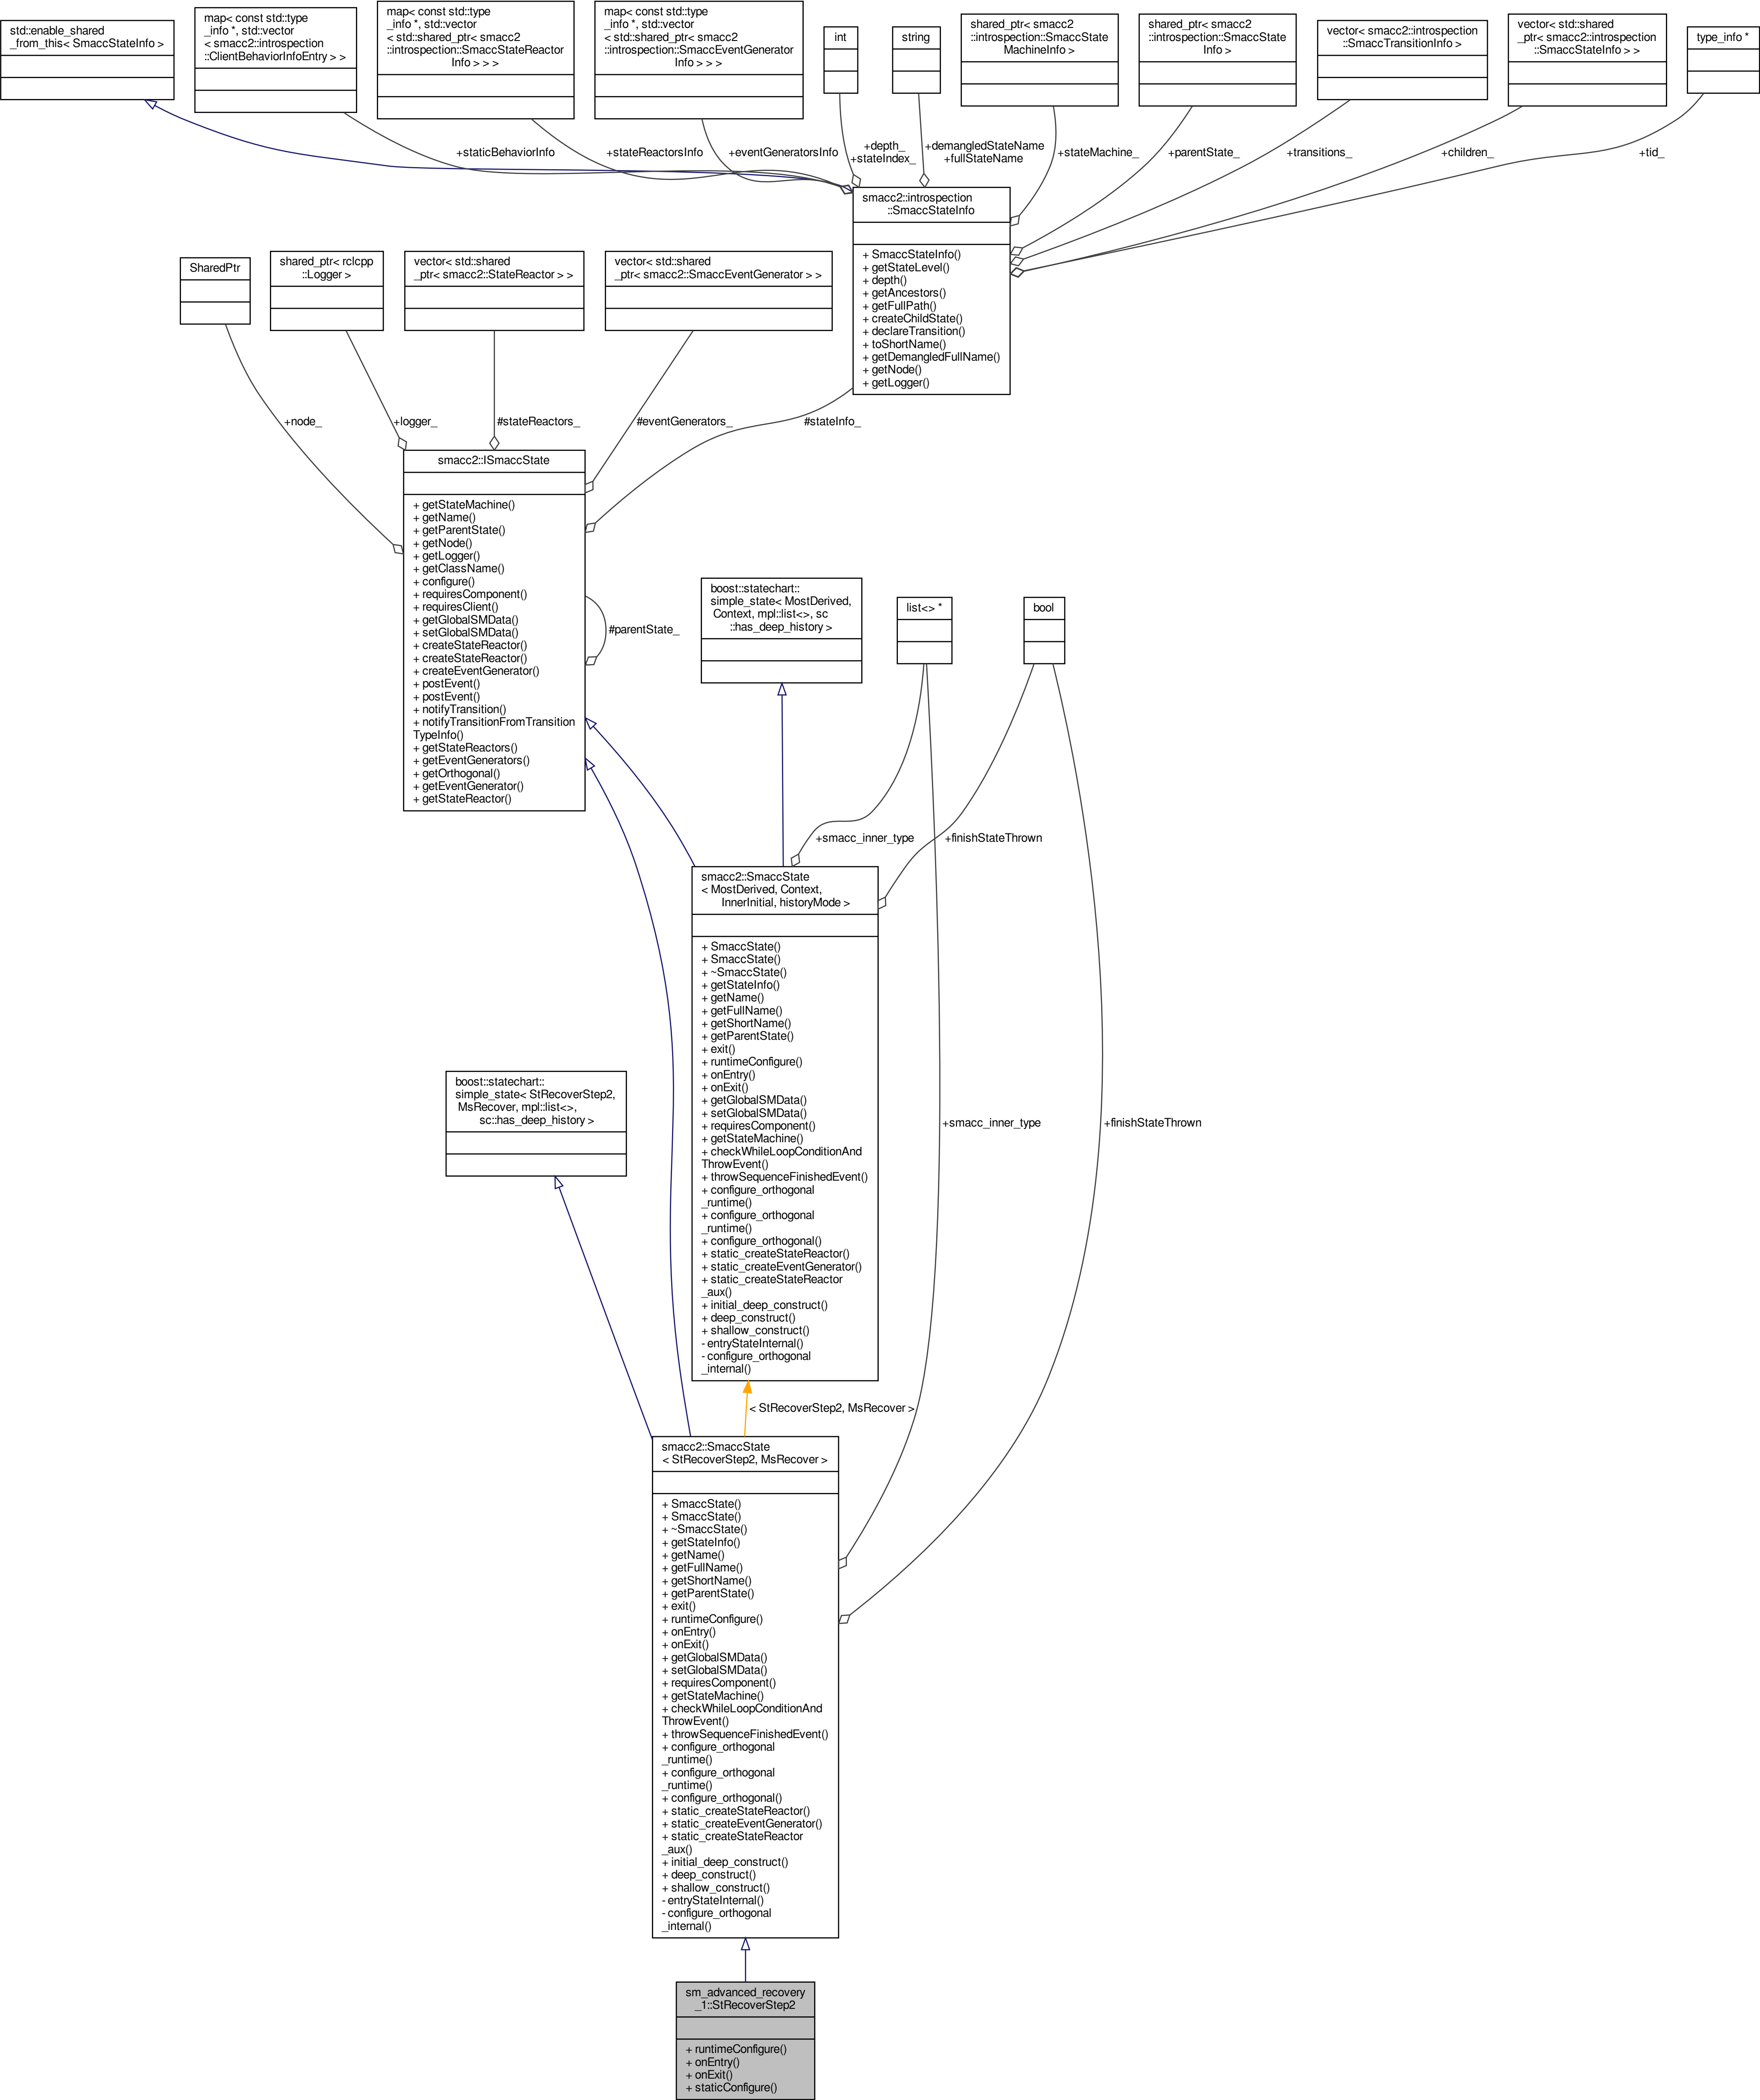 std::enable_shared
_from_this< SmaccStateInfo >
map< const std::type
_info *, std::vector
< smacc2::introspection
::ClientBehaviorInfoEntry > >
map< const std::type
_info *, std::vector
< std::shared_ptr< smacc2
::introspection::SmaccStateReactor
Info > > >
map< const std::type
_info *, std::vector
< std::shared_ptr< smacc2
::introspection::SmaccEventGenerator
Info > > >
int
string
shared_ptr< smacc2
::introspection::SmaccState
MachineInfo >
shared_ptr< smacc2
::introspection::SmaccState
Info >
vector< smacc2::introspection
::SmaccTransitionInfo >
vector< std::shared
_ptr< smacc2::introspection
::SmaccStateInfo > >
type_info *
+staticBehaviorInfo
+stateReactorsInfo
+eventGeneratorsInfo
+depth_
+stateIndex_
+demangledStateName
+fullStateName
+stateMachine_
+parentState_
+transitions_
+children_
+tid_
smacc2::introspection
::SmaccStateInfo
+ SmaccStateInfo()
+ getStateLevel()
+ depth()
+ getAncestors()
+ getFullPath()
+ createChildState()
+ declareTransition()
+ toShortName()
+ getDemangledFullName()
+ getNode()
+ getLogger()
SharedPtr
shared_ptr< rclcpp
::Logger >
vector< std::shared
_ptr< smacc2::StateReactor > >
vector< std::shared
_ptr< smacc2::SmaccEventGenerator > >
+node_
+logger_
#stateReactors_
#eventGenerators_
#stateInfo_
smacc2::ISmaccState
+ getStateMachine()
+ getName()
+ getParentState()
+ getNode()
+ getLogger()
+ getClassName()
+ configure()
+ requiresComponent()
+ requiresClient()
+ getGlobalSMData()
+ setGlobalSMData()
+ createStateReactor()
+ createStateReactor()
+ createEventGenerator()
+ postEvent()
+ postEvent()
+ notifyTransition()
+ notifyTransitionFromTransition
TypeInfo()
+ getStateReactors()
+ getEventGenerators()
+ getOrthogonal()
+ getEventGenerator()
+ getStateReactor()
#parentState_
boost::statechart::
simple_state< MostDerived,
Context, mpl::list<>, sc
::has_deep_history >
list<> *
bool
+smacc_inner_type
+finishStateThrown
smacc2::SmaccState
< MostDerived, Context,
InnerInitial, historyMode >
+ SmaccState()
+ SmaccState()
+ ~SmaccState()
+ getStateInfo()
+ getName()
+ getFullName()
+ getShortName()
+ getParentState()
+ exit()
+ runtimeConfigure()
+ onEntry()
+ onExit()
+ getGlobalSMData()
+ setGlobalSMData()
+ requiresComponent()
+ getStateMachine()
+ checkWhileLoopConditionAnd
ThrowEvent()
+ throwSequenceFinishedEvent()
+ configure_orthogonal
_runtime()
+ configure_orthogonal
_runtime()
+ configure_orthogonal()
+ static_createStateReactor()
+ static_createEventGenerator()
+ static_createStateReactor
_aux()
+ initial_deep_construct()
+ deep_construct()
+ shallow_construct()
- entryStateInternal()
- configure_orthogonal
_internal()
boost::statechart::
simple_state< StRecoverStep2,
MsRecover, mpl::list<>,
sc::has_deep_history >
+smacc_inner_type
+finishStateThrown
< StRecoverStep2, MsRecover >
smacc2::SmaccState
< StRecoverStep2, MsRecover >
+ SmaccState()
+ SmaccState()
+ ~SmaccState()
+ getStateInfo()
+ getName()
+ getFullName()
+ getShortName()
+ getParentState()
+ exit()
+ runtimeConfigure()
+ onEntry()
+ onExit()
+ getGlobalSMData()
+ setGlobalSMData()
+ requiresComponent()
+ getStateMachine()
+ checkWhileLoopConditionAnd
ThrowEvent()
+ throwSequenceFinishedEvent()
+ configure_orthogonal
_runtime()
+ configure_orthogonal
_runtime()
+ configure_orthogonal()
+ static_createStateReactor()
+ static_createEventGenerator()
+ static_createStateReactor
_aux()
+ initial_deep_construct()
+ deep_construct()
+ shallow_construct()
- entryStateInternal()
- configure_orthogonal
_internal()
sm_advanced_recovery
_1::StRecoverStep2
+ runtimeConfigure()
+ onEntry()
+ onExit()
+ staticConfigure()